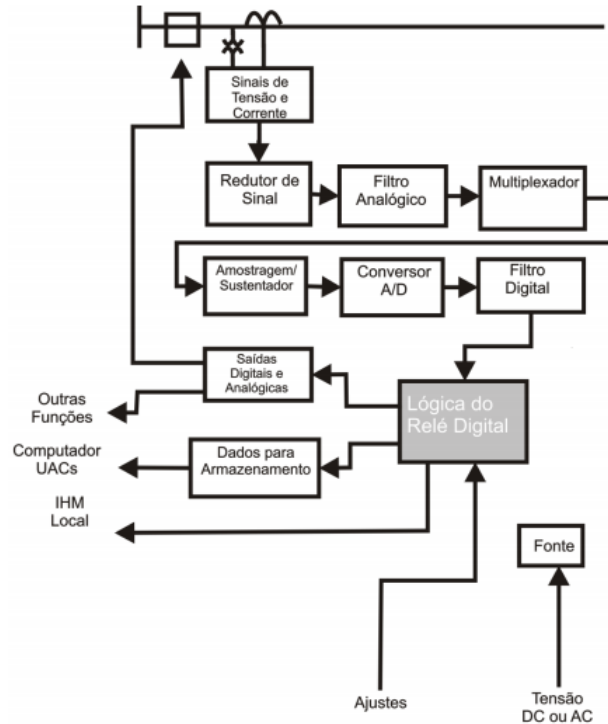 Sinais de
Tensão e
Corrente
Redutor de
Sinal
Filtro
Analógico
Multiplexador
Amostragem/
Sustentador
Conversor
A/D
Filtro
Digital
Saídas
Digitais e
Analógicas
Lógica do
Relé Digital
Outras
Funções
Dados para
Armazenamento
Computador
UACs
IHM
Local
Fonte
Ajustes
Tensão
DC ou AC